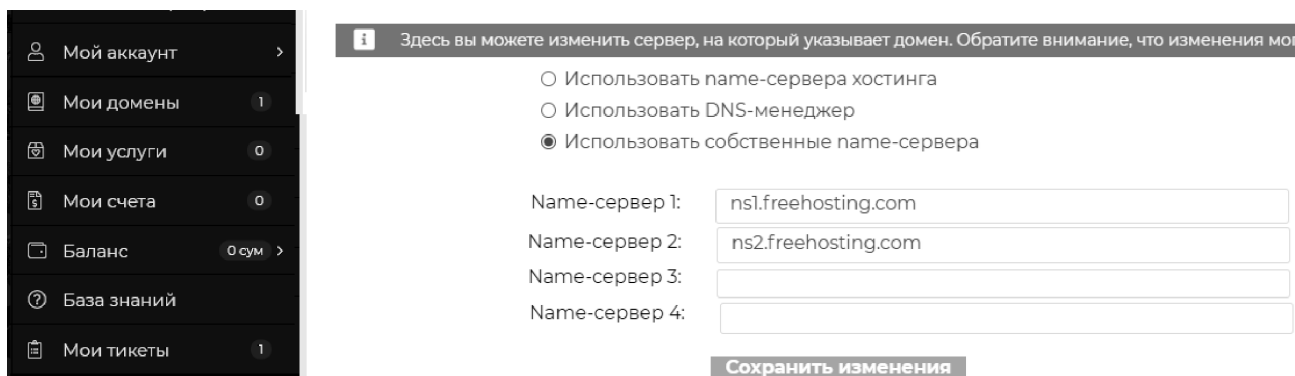 Мой аккаунт
Мои домены 1
Мои услуги 0
Мои счета 0
Баланс 0 сум
База знаний
Мои тикеты 1
Здесь вы можете изменить сервер, на который указывает домен. Обратите внимание, что изменения
Использовать name-сервера хостинга
Использовать DNS-менеджер
Использовать собственные name-сервера
Name-сервер 1: ns1.freehosting.com
Name-сервер 2: ns2.freehosting.com
Name-сервер 3:
Name-сервер 4:
Сохранить изменения